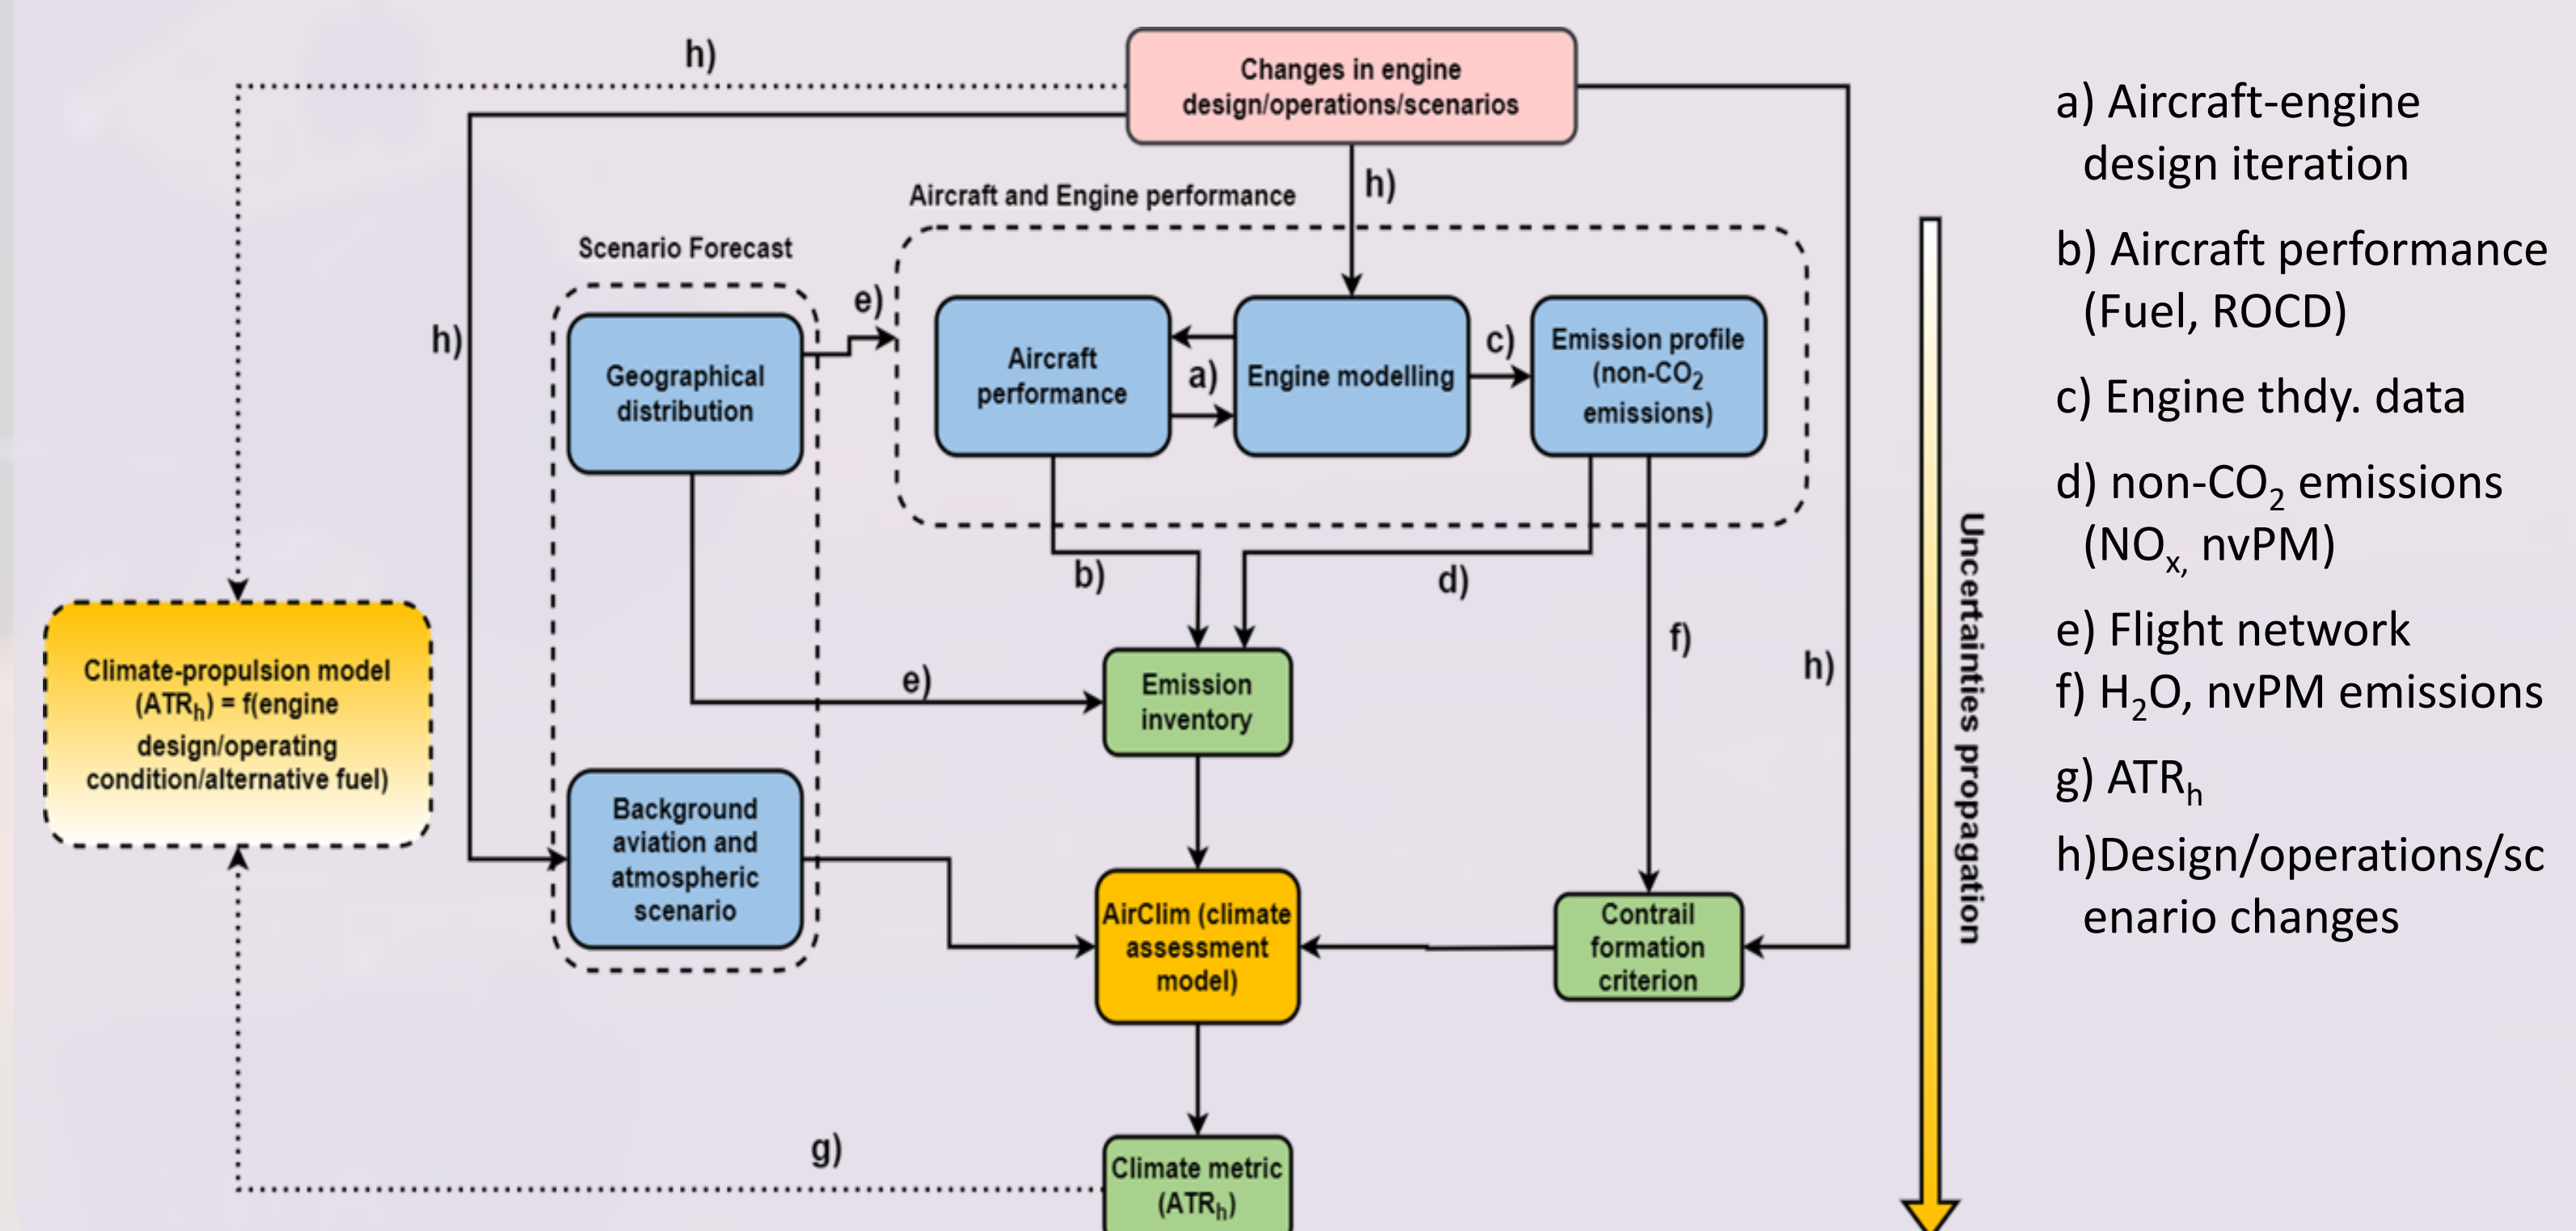 h)
Changes in engine
design/operations/scenarios
h)
Aircraft and Engine performance
Scenario Forecast
e)
h)
Geographical
distribution
Aircraft
performance
a)
Engine modelling
c)
Emission profile
(non-CO₂
emissions)
b)
d)
f)
h)
e)
Emission
inventory
Climate-propulsion model
(ATRₕ) = f(engine
design/operating
condition/alternative fuel)
Background
aviation and
atmospheric
scenario
AirClim (climate
assessment
model)
Contrail
formation
criterion
g)
Climate metric
(ATRₕ)
Uncertainties propagation
a) Aircraft-engine
design iteration
b) Aircraft performance
(Fuel, ROCD)
c) Engine thdy. data
d) non-CO₂ emissions
(NOₓ, nvPM)
e) Flight network
f) H₂O, nvPM emissions
g) ATRₕ
h)Design/operations/sc
enario changes